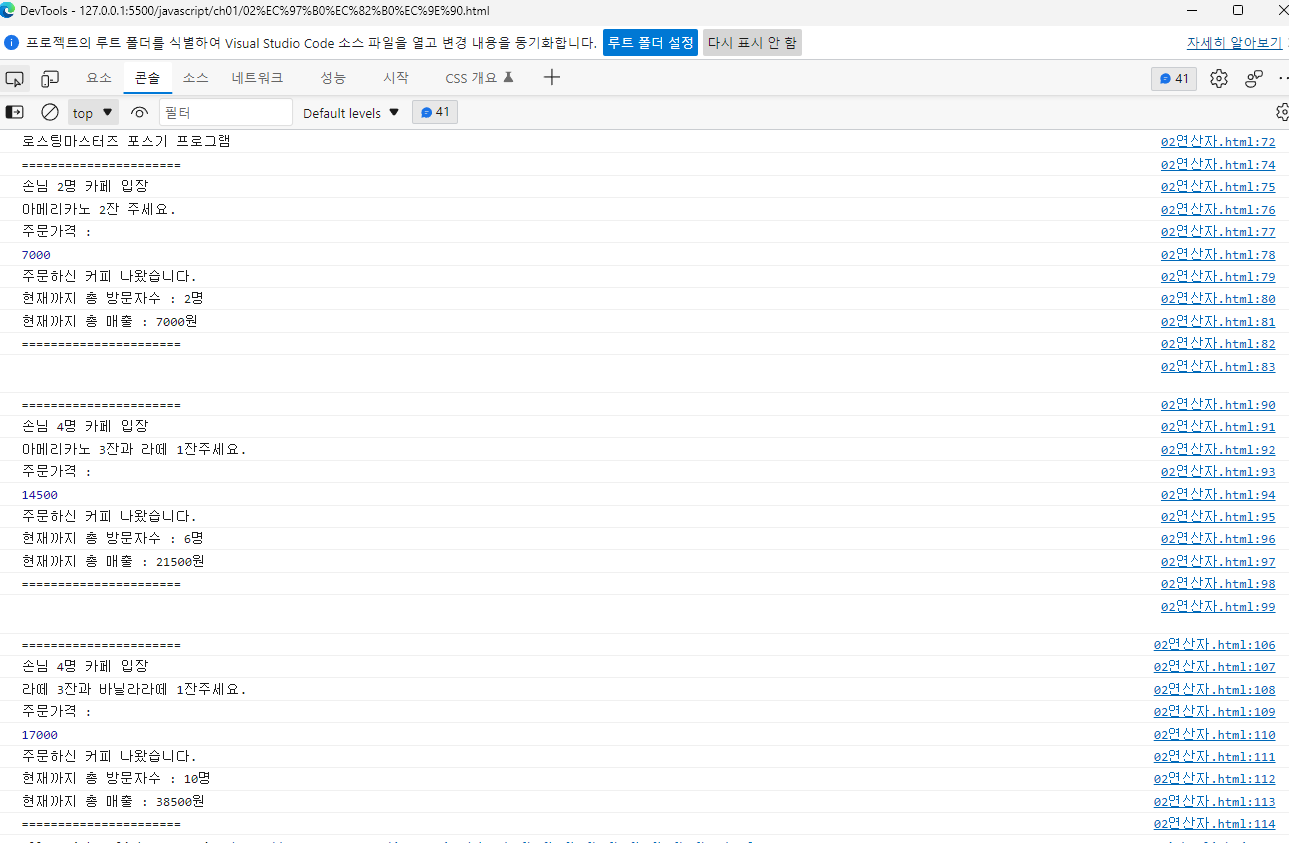 DevTools - 127.0.0.1:5500/javascript/ch01/02%EC%97%B0%EC%82%B0%EC%9E%90.html
프로젝트의 루트 폴더를 식별하여 Visual Studio Code 소스 파일을 열고 변경 내용을 동기화합니다. 루트 폴더 설정 다시 표시 안 함 자세히 알아보기
요소 콘솔 소스 네트워크 성능 시작 CSS 개요 41
top 필터 Default levels 41
로스팅마스터즈 포스기 프로그램 02연산자.html:72
====================== 02연산자.html:74
손님 2명 카페 입장 02연산자.html:75
아메리카노 2잔 주세요. 02연산자.html:76
주문가격 : 02연산자.html:77
7000 02연산자.html:78
주문하신 커피 나왔습니다. 02연산자.html:79
현재까지 총 방문자수 : 2명 02연산자.html:80
현재까지 총 매출 : 7000원 02연산자.html:81
====================== 02연산자.html:82
02연산자.html:83
====================== 02연산자.html:90
손님 4명 카페 입장 02연산자.html:91
아메리카노 3잔과 라떼 1잔주세요. 02연산자.html:92
주문가격 : 02연산자.html:93
14500 02연산자.html:94
주문하신 커피 나왔습니다. 02연산자.html:95
현재까지 총 방문자수 : 6명 02연산자.html:96
현재까지 총 매출 : 21500원 02연산자.html:97
====================== 02연산자.html:98
02연산자.html:99
====================== 02연산자.html:106
손님 4명 카페 입장 02연산자.html:107
라떼 3잔과 바닐라라떼 1잔주세요. 02연산자.html:108
주문가격 : 02연산자.html:109
17000 02연산자.html:110
주문하신 커피 나왔습니다. 02연산자.html:111
현재까지 총 방문자수 : 10명 02연산자.html:112
현재까지 총 매출 : 38500원 02연산자.html:113
====================== 02연산자.html:114